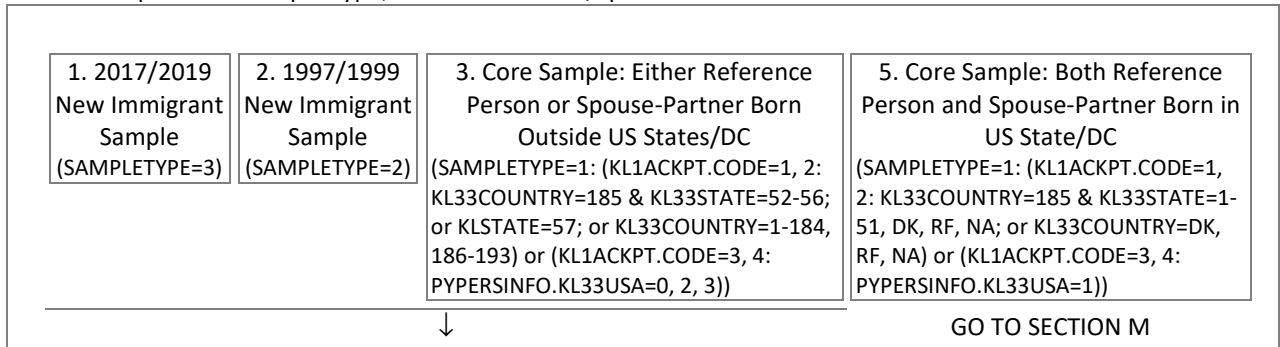 1. 2017/2019
New Immigrant
Sample
(SAMPLETYPE=3)
2. 1997/1999
New Immigrant
Sample
(SAMPLETYPE=2)
3. Core Sample: Either Reference
Person or Spouse-Partner Born
Outside US States/DC
(SAMPLETYPE=1: (KL1ACKPT.CODE=1, 2:
KL33COUNTRY=185 & KL33STATE=52-56;
or KLSTATE=57; or KL33COUNTRY=1-184,
186-193) or (KL1ACKPT.CODE=3, 4:
PYPERSINFO.KL33USA=0, 2, 3))
5. Core Sample: Both Reference
Person and Spouse-Partner Born in
US State/DC
(SAMPLETYPE=1: (KL1ACKPT.CODE=1,
2: KL33COUNTRY=185 & KL33STATE=1-
51, DK, RF, NA; or KL33COUNTRY=DK,
RF, NA) or (KL1ACKPT.CODE=3, 4:
PYPERSINFO.KL33USA=1))
↓
GO TO SECTION M